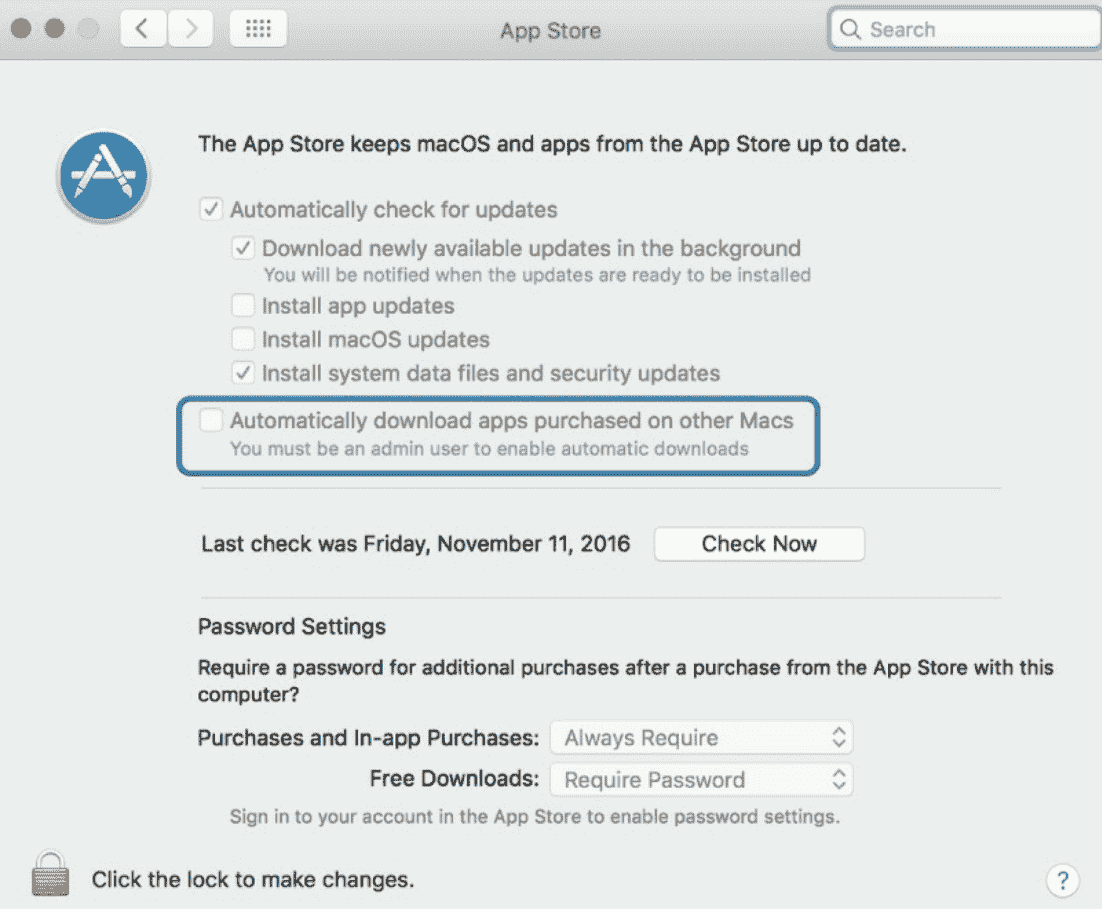 App Store
Search
The App Store keeps macOS and apps from the App Store up to date.
Automatically check for updates
Download newly available updates in the background
You will be notified when the updates are ready to be installed
Install app updates
Install macOS updates
Install system data files and security updates
Automatically download apps purchased on other Macs
You must be an admin user to enable automatic downloads
Last check was Friday, November 11, 2016
Check Now
Password Settings
Require a password for additional purchases after a purchase from the App Store with this
computer?
Purchases and In-app Purchases: Always Require
Free Downloads: Require Password
Sign in to your account in the App Store to enable password settings.
Click the lock to make changes.
?